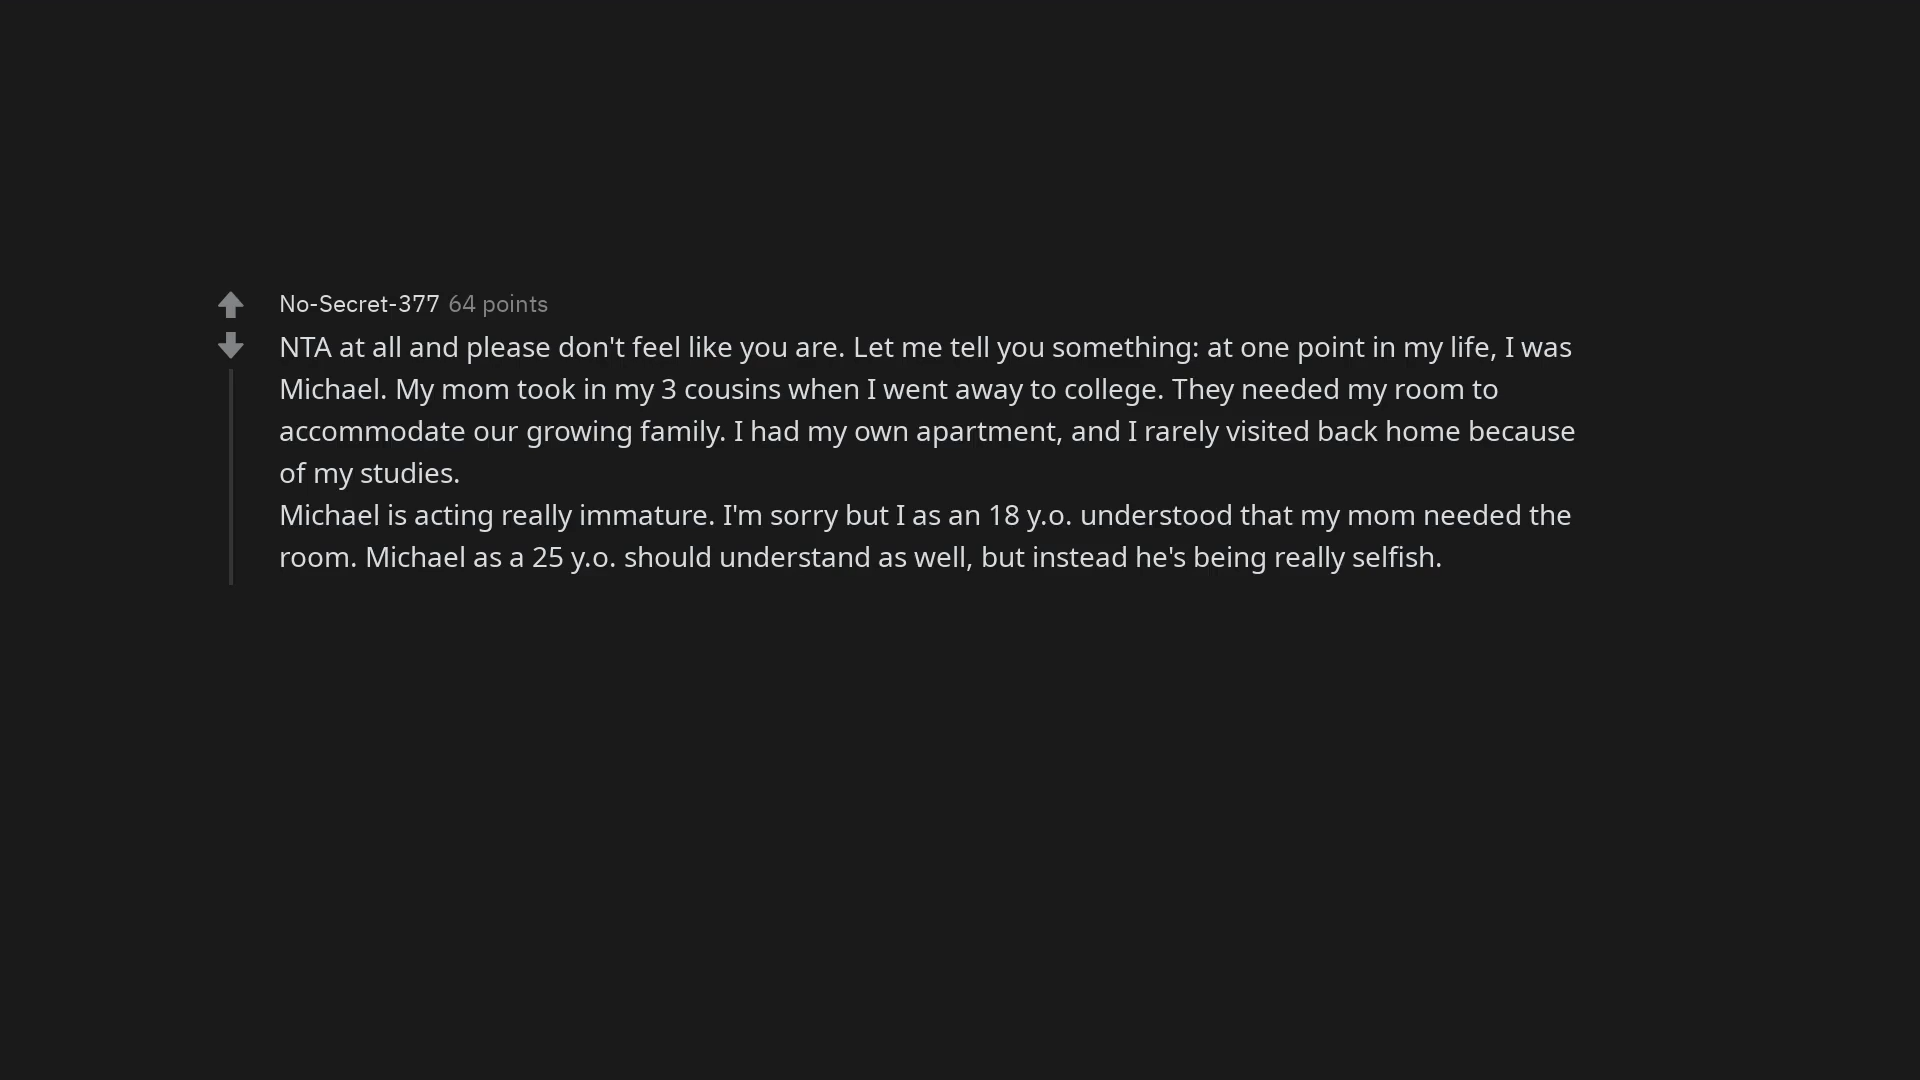 No-Secret-377 64 points
NTA at all and please don't feel like you are. Let me tell you something: at one point in my life, I was
Michael. My mom took in my 3 cousins when I went away to college. They needed my room to
accommodate our growing family. I had my own apartment, and I rarely visited back home because
of my studies.
Michael is acting really immature. I'm sorry but I as an 18 y.o. understood that my mom needed the
room. Michael as a 25 y.o. should understand as well, but instead he's being really selfish.